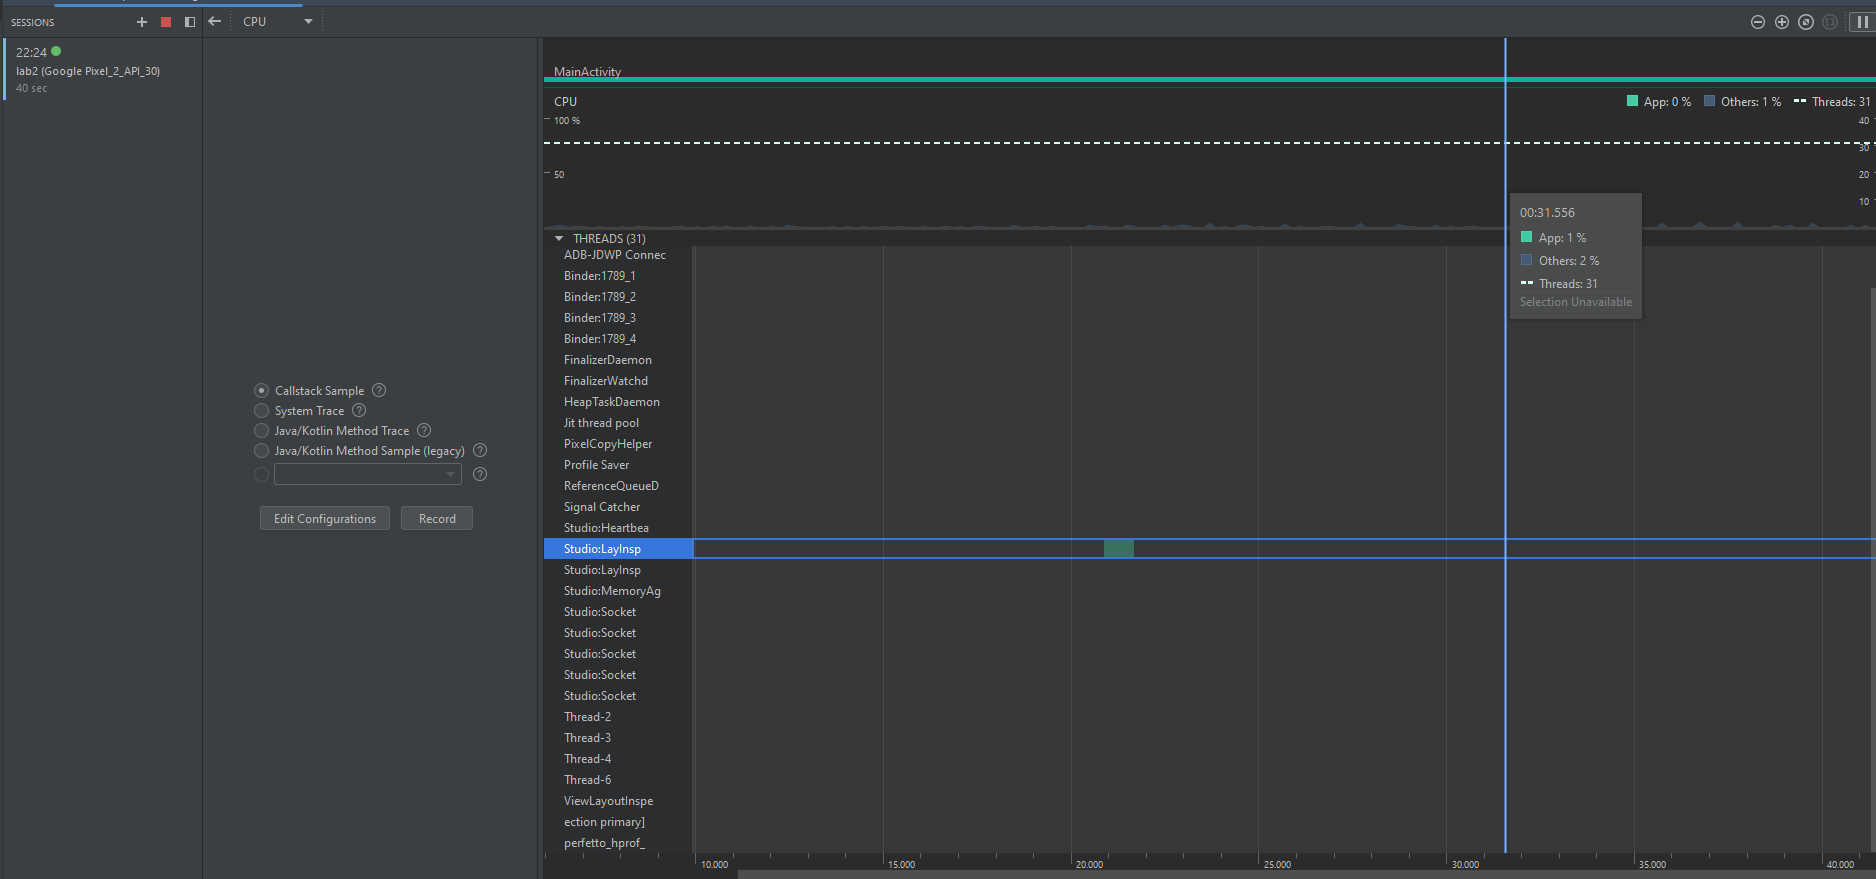 SESSIONS
CPU
22:24
lab2 (Google Pixel_2_API_30)
40 sec
Callstack Sample ?
System Trace ?
Java/Kotlin Method Trace ?
Java/Kotlin Method Sample (legacy) ?
?
Edit Configurations
Record
MainActivity
CPU
App: 0 %
Others: 1 %
Threads: 31
100 %
50
40
30
20
10
00:31.556
App: 1 %
Others: 2 %
Threads: 31
Selection Unavailable
THREADS (31)
ADB-JDWP Connec
Binder:1789_1
Binder:1789_2
Binder:1789_3
Binder:1789_4
FinalizerDaemon
FinalizerWatchd
HeapTaskDaemon
Jit thread pool
PixelCopyHelper
Profile Saver
ReferenceQueueD
Signal Catcher
Studio:Heartbea
Studio:LayInsp
Studio:LayInsp
Studio:MemoryAg
Studio:Socket
Studio:Socket
Studio:Socket
Studio:Socket
Studio:Socket
Thread-2
Thread-3
Thread-4
Thread-6
ViewLayoutInspe
ection primary]
perfetto_hprof_
10.000
15.000
20.000
25.000
30.000
35.000
40.000